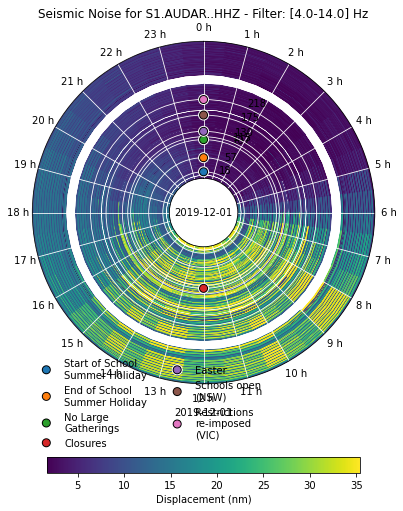 Seismic Noise for S1.AUDAR..HHZ - Filter: [4.0-14.0] Hz
0 h
23 h
1 h
22 h
2 h
21 h
3 h
20 h
4 h
19 h
5 h
18 h
2019-12-01
6 h
17 h
7 h
16 h
8 h
15 h
9 h
14 h
10 h
13 h
11 h
12 h
2019-12-01
Start of School
Summer Holiday
End of School
Summer Holiday
No Large
Gatherings
Closures
Easter
Schools open
(NSW)
Restrictions
re-imposed
(VIC)
5
10
15
20
25
30
35
Displacement (nm)